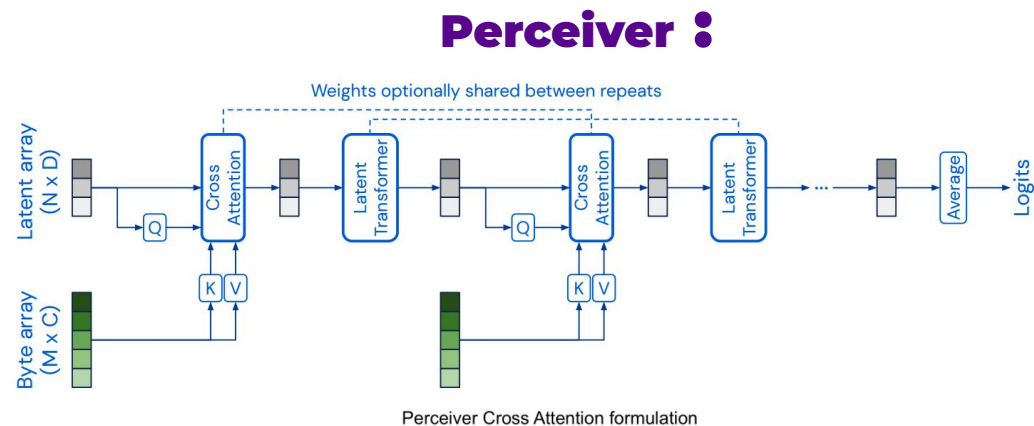 Perceiver :
Weights optionally shared between repeats
Latent array
(N x D)
Q
Cross
Attention
Latent
Transformer
Q
Cross
Attention
Latent
Transformer
...
Average
Logits
Byte array
(M x C)
K
V
K
V
Perceiver Cross Attention formulation